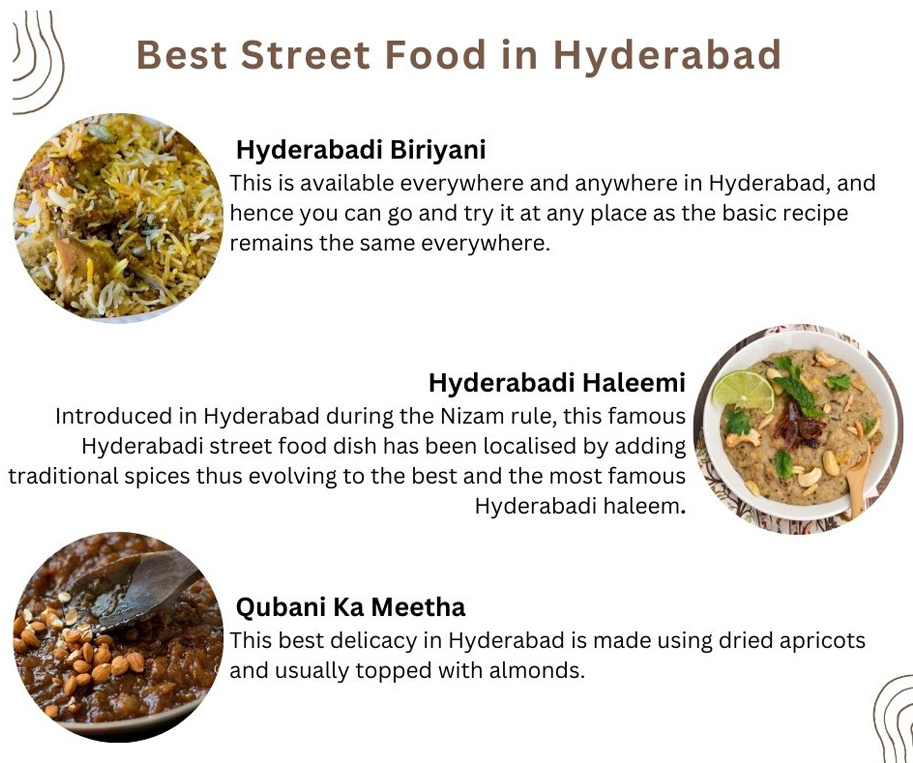 Best Street Food in Hyderabad
Hyderabadi Biriyani
This is available everywhere and anywhere in Hyderabad, and
hence you can go and try it at any place as the basic recipe
remains the same everywhere.
Hyderabadi Haleemi
Introduced in Hyderabad during the Nizam rule, this famous
Hyderabadi street food dish has been localised by adding
traditional spices thus evolving to the best and the most famous
Hyderabadi haleem.
Qubani Ka Meetha
This best delicacy in Hyderabad is made using dried apricots
and usually topped with almonds.